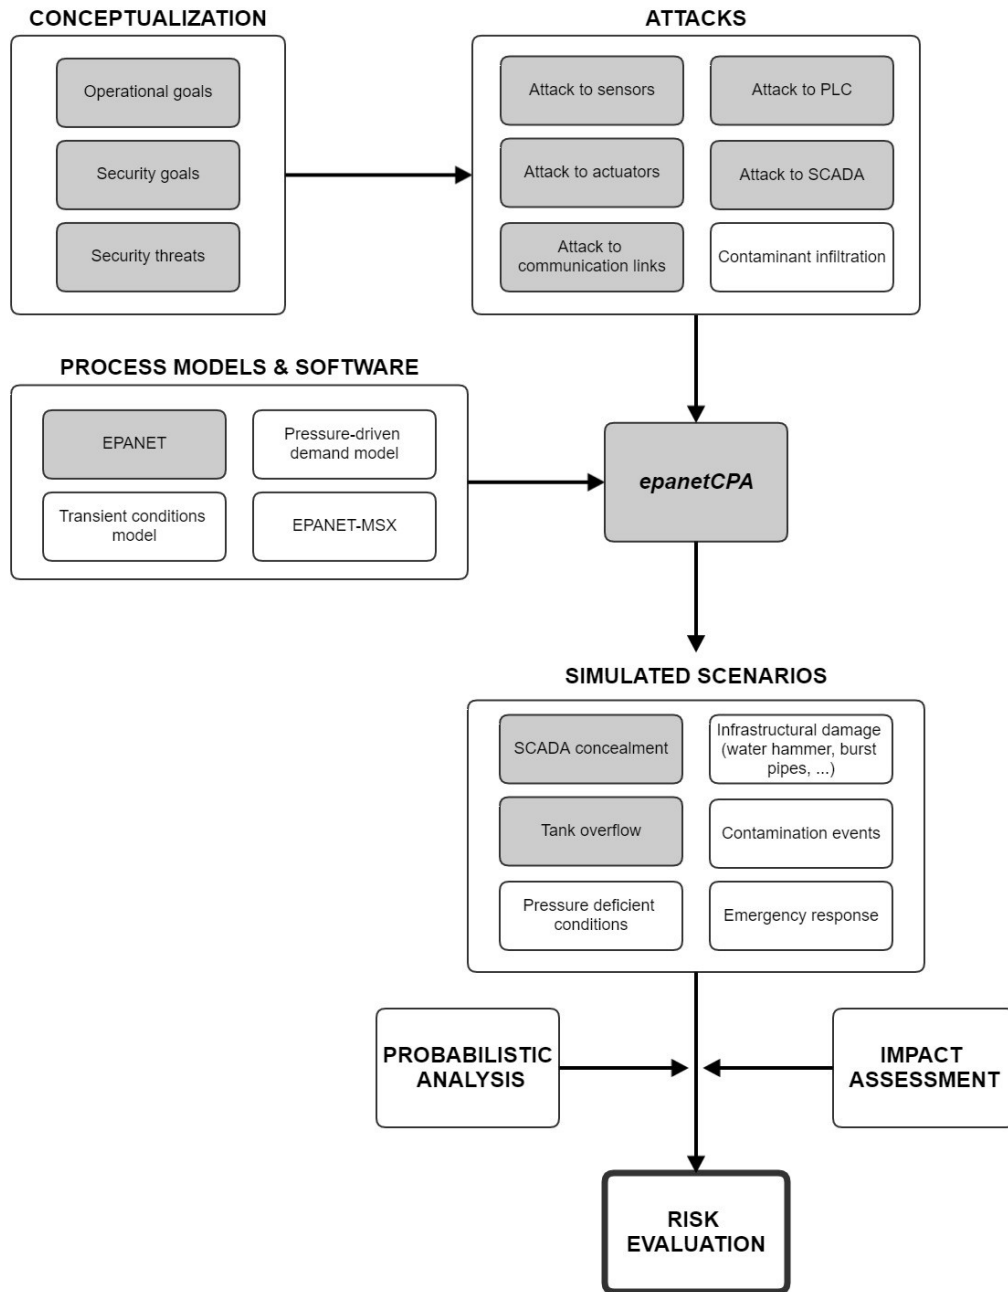 CONCEPTUALIZATION
Operational goals
Security goals
Security threats
ATTACKS
Attack to sensors
Attack to PLC
Attack to actuators
Attack to SCADA
Attack to
communication links
Contaminant infiltration
PROCESS MODELS & SOFTWARE
EPANET
Pressure-driven
demand model
Transient conditions
model
EPANET-MSX
epanetCPA
SIMULATED SCENARIOS
SCADA concealment
Infrastructural damage
(water hammer, burst
pipes, ...)
Tank overflow
Contamination events
Pressure deficient
conditions
Emergency response
PROBABILISTIC
ANALYSIS
IMPACT
ASSESSMENT
RISK
EVALUATION